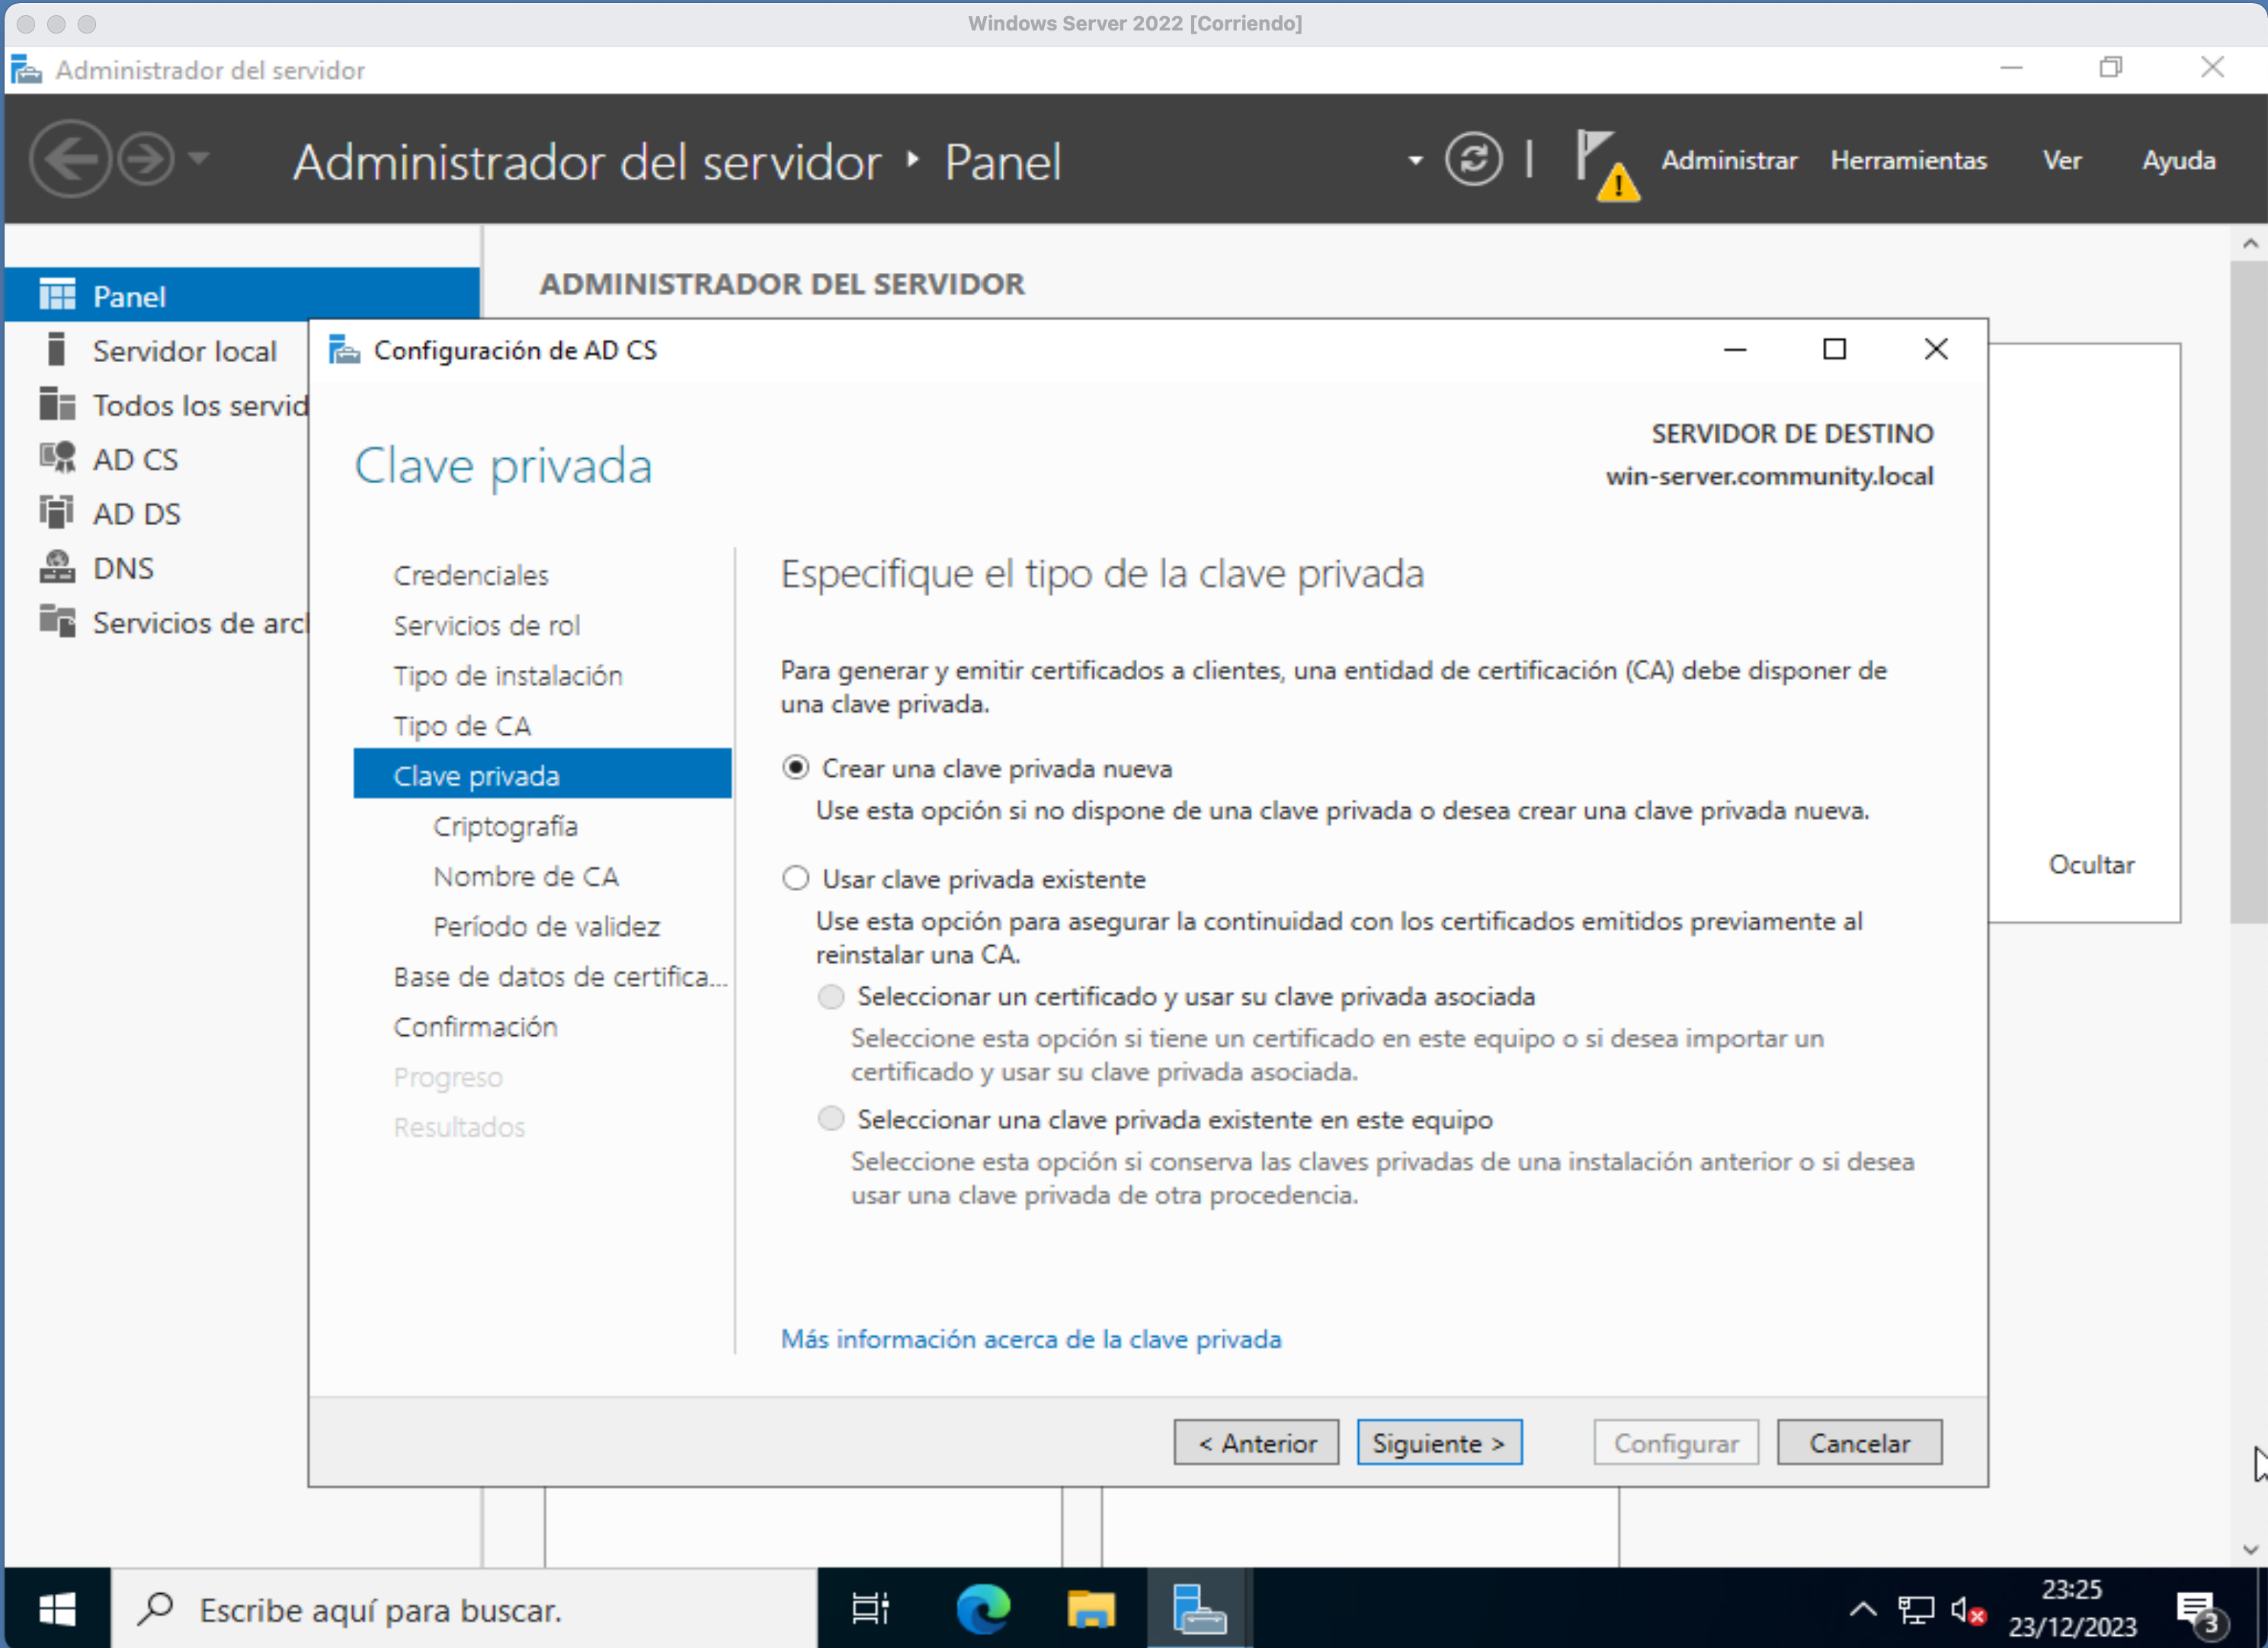 Windows Server 2022 [Corriendo]
Administrador del servidor
Administrador del servidor
Panel
Administrar
Herramientas
Ver
Ayuda
Panel
Servidor local
Todos los servid
AD CS
AD DS
DNS
Servicios de arc
ADMINISTRADOR DEL SERVIDOR
Configuración de AD CS
Clave privada
SERVIDOR DE DESTINO
win-server.community.local
Credenciales
Servicios de rol
Tipo de instalación
Tipo de CA
Clave privada
Criptografía
Nombre de CA
Período de validez
Base de datos de certifica...
Confirmación
Progreso
Resultados
Especifique el tipo de la clave privada
Para generar y emitir certificados a clientes, una entidad de certificación (CA) debe disponer de
una clave privada.
Crear una clave privada nueva
Use esta opción si no dispone de una clave privada o desea crear una clave privada nueva.
Usar clave privada existente
Use esta opción para asegurar la continuidad con los certificados emitidos previamente al
reinstalar una CA.
Seleccionar un certificado y usar su clave privada asociada
Seleccione esta opción si tiene un certificado en este equipo o si desea importar un
certificado y usar su clave privada asociada.
Seleccionar una clave privada existente en este equipo
Seleccione esta opción si conserva las claves privadas de una instalación anterior o si desea
usar una clave privada de otra procedencia.
Más información acerca de la clave privada
< Anterior
Siguiente >
Configurar
Cancelar
Ocultar
Escribe aquí para buscar.
23:25
23/12/2023
3